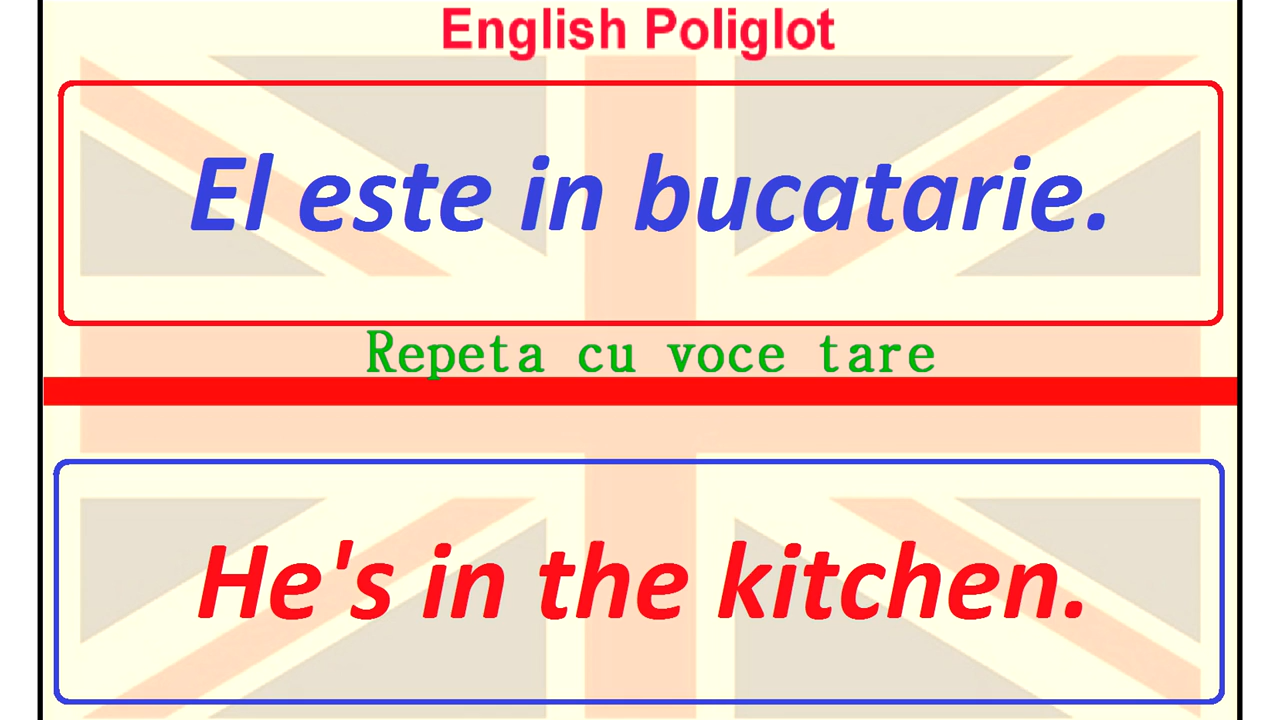 English Poliglot
El este in bucatarie.
Repeta cu voce tare
He's in the kitchen.